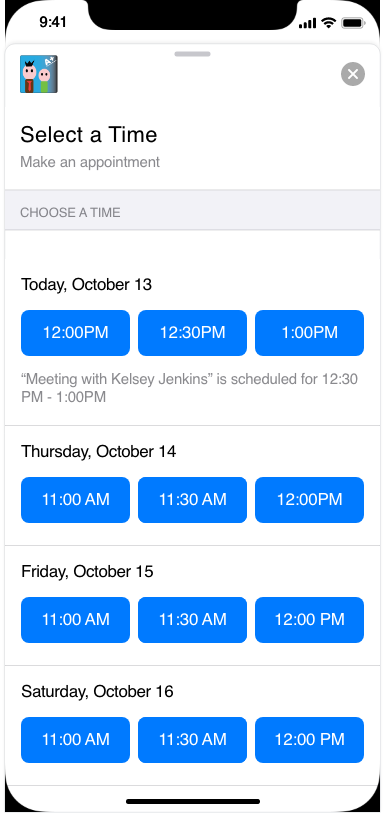 9:41
Select a Time
Make an appointment
CHOOSE A TIME
Today, October 13
12:00PM 12:30PM 1:00PM
“Meeting with Kelsey Jenkins” is scheduled for 12:30
PM - 1:00PM
Thursday, October 14
11:00 AM 11:30 AM 12:00PM
Friday, October 15
11:00 AM 11:30 AM 12:00 PM
Saturday, October 16
11:00 AM 11:30 AM 12:00 PM